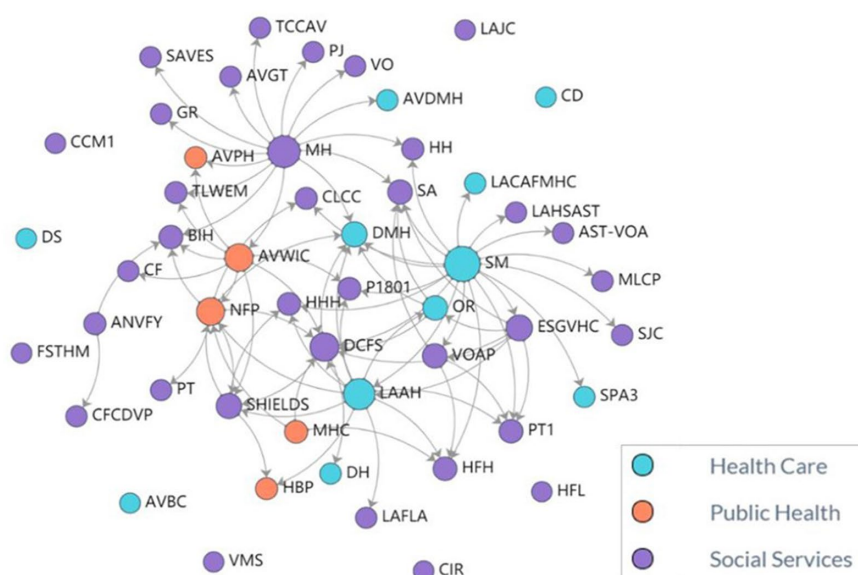 TCCAV
LAJC
PJ
SAVES
VO
AVGT
AVDMH
CD
GR
CCM1
MH
HH
AVPH
LACAFMHC
TLWEM
SA
CLCC
LAHSAST
DMH
AST-VOA
DS
BIH
AVWIC
SM
CF
MLCP
P1801
HHH
OR
NFP
ANVFY
ESGVHC
SJC
FSTHM
DCFS
VOAP
PT
LAAH
SPA3
SHIELDS
CFCDVP
MHC
PT1
HFH
DH
HBP
HFL
AVBC
LAFLA
VMS
CIR
Health Care
Public Health
Social Services